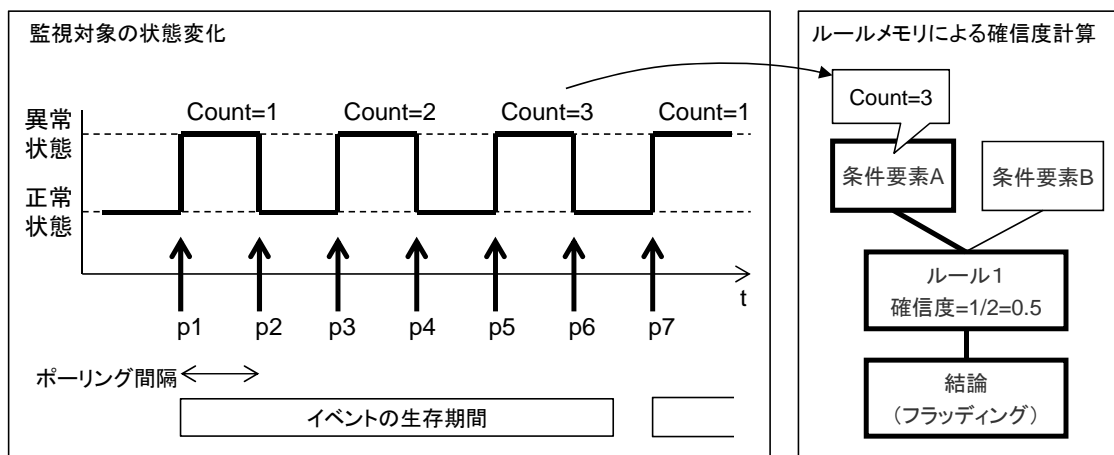 監視対象の状態変化
異常
状態
正常
状態
Count=1
Count=2
Count=3
Count=1
t
p1
p2
p3
p4
p5
p6
p7
ポーリング間隔
イベントの生存期間
ルールメモリによる確信度計算
Count=3
条件要素A
条件要素B
ルール1
確信度=1/2=0.5
結論
(フラッディング)